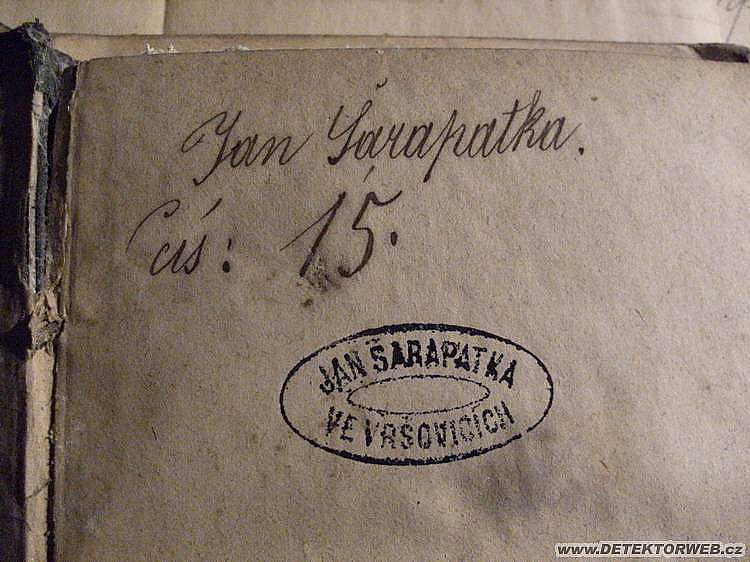 Jan Šarapatka.
čís: 15.
JAN ŠARAPATKA
VE VRŠOVICÍCH
www.DETEKTORWEB.cz